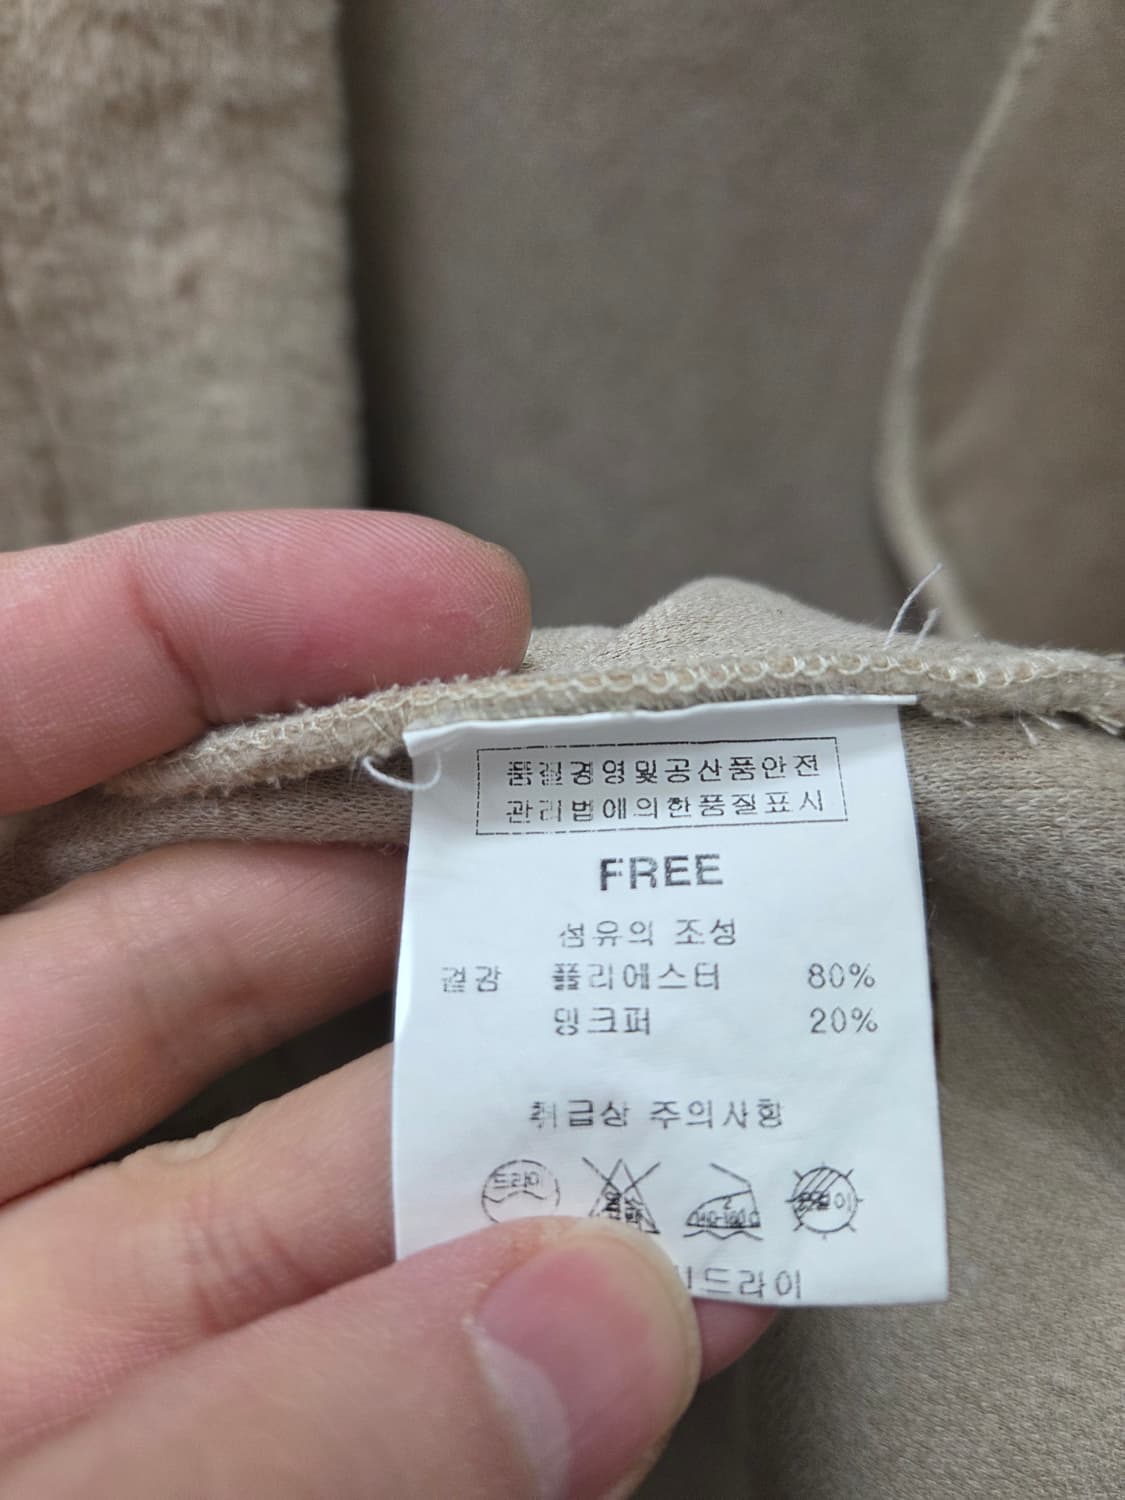 품질경영및공산품안전
관리법에의한품질표시
FREE
섬유의 조성
겉감 폴리에스터 80%
밍크퍼 20%
취급상 주의사항
드라이
드라이